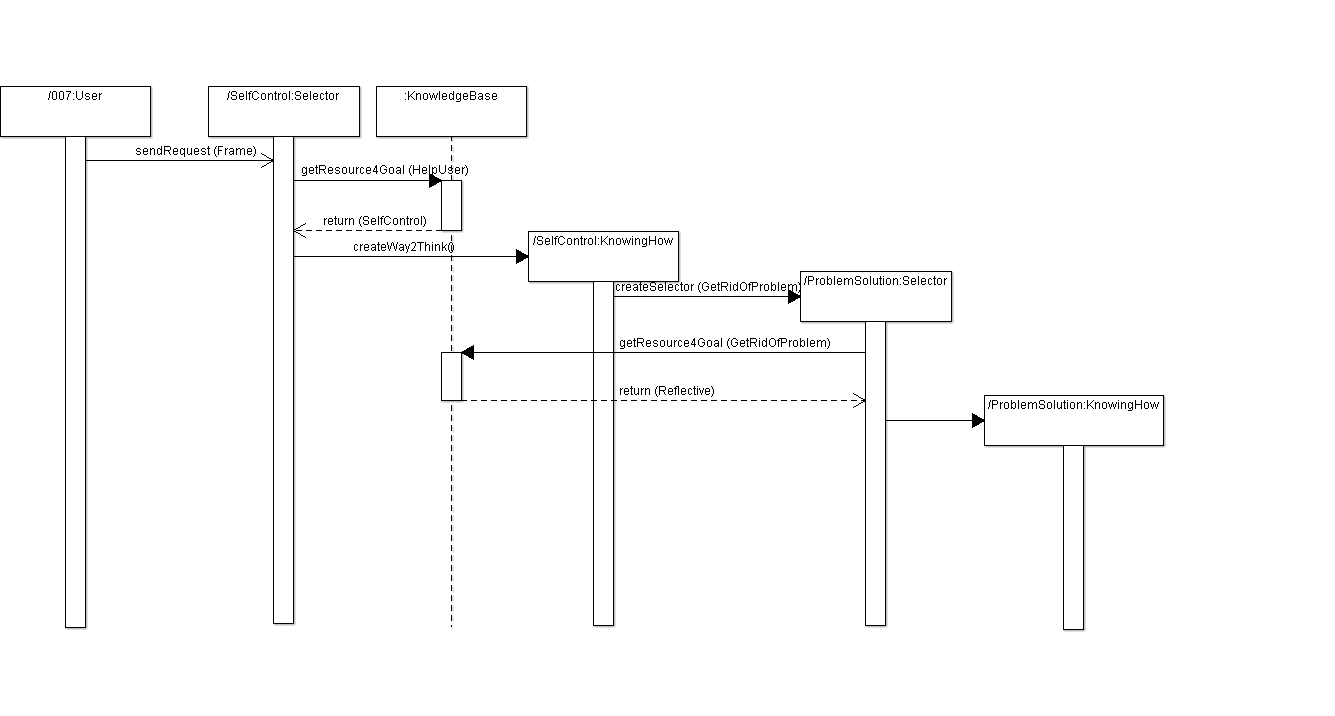 /007:User
/SelfControl:Selector
:KnowledgeBase
sendRequest (Frame)
getResource4Goal (HelpUser)
return (SelfControl)
createWay2Think()
/SelfControl:KnowingHow
createSelector (GetRidOfProblem)
/ProblemSolution:Selector
getResource4Goal (GetRidOfProblem)
return (Reflective)
/ProblemSolution:KnowingHow